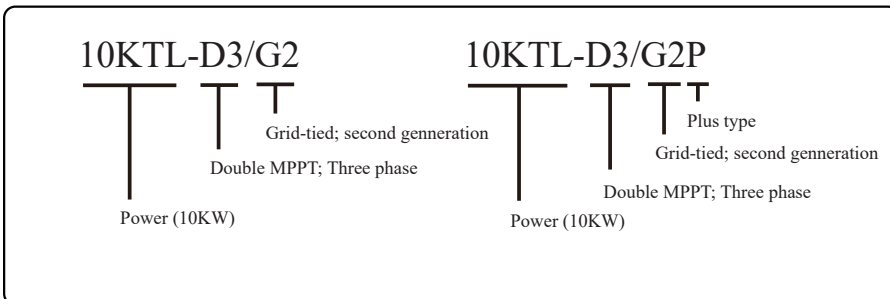 10KTL-D3/G2
Grid-tied; second genneration
Double MPPT; Three phase
Power (10KW)
10KTL-D3/G2P
Plus type
Grid-tied; second genneration
Double MPPT; Three phase
Power (10KW)